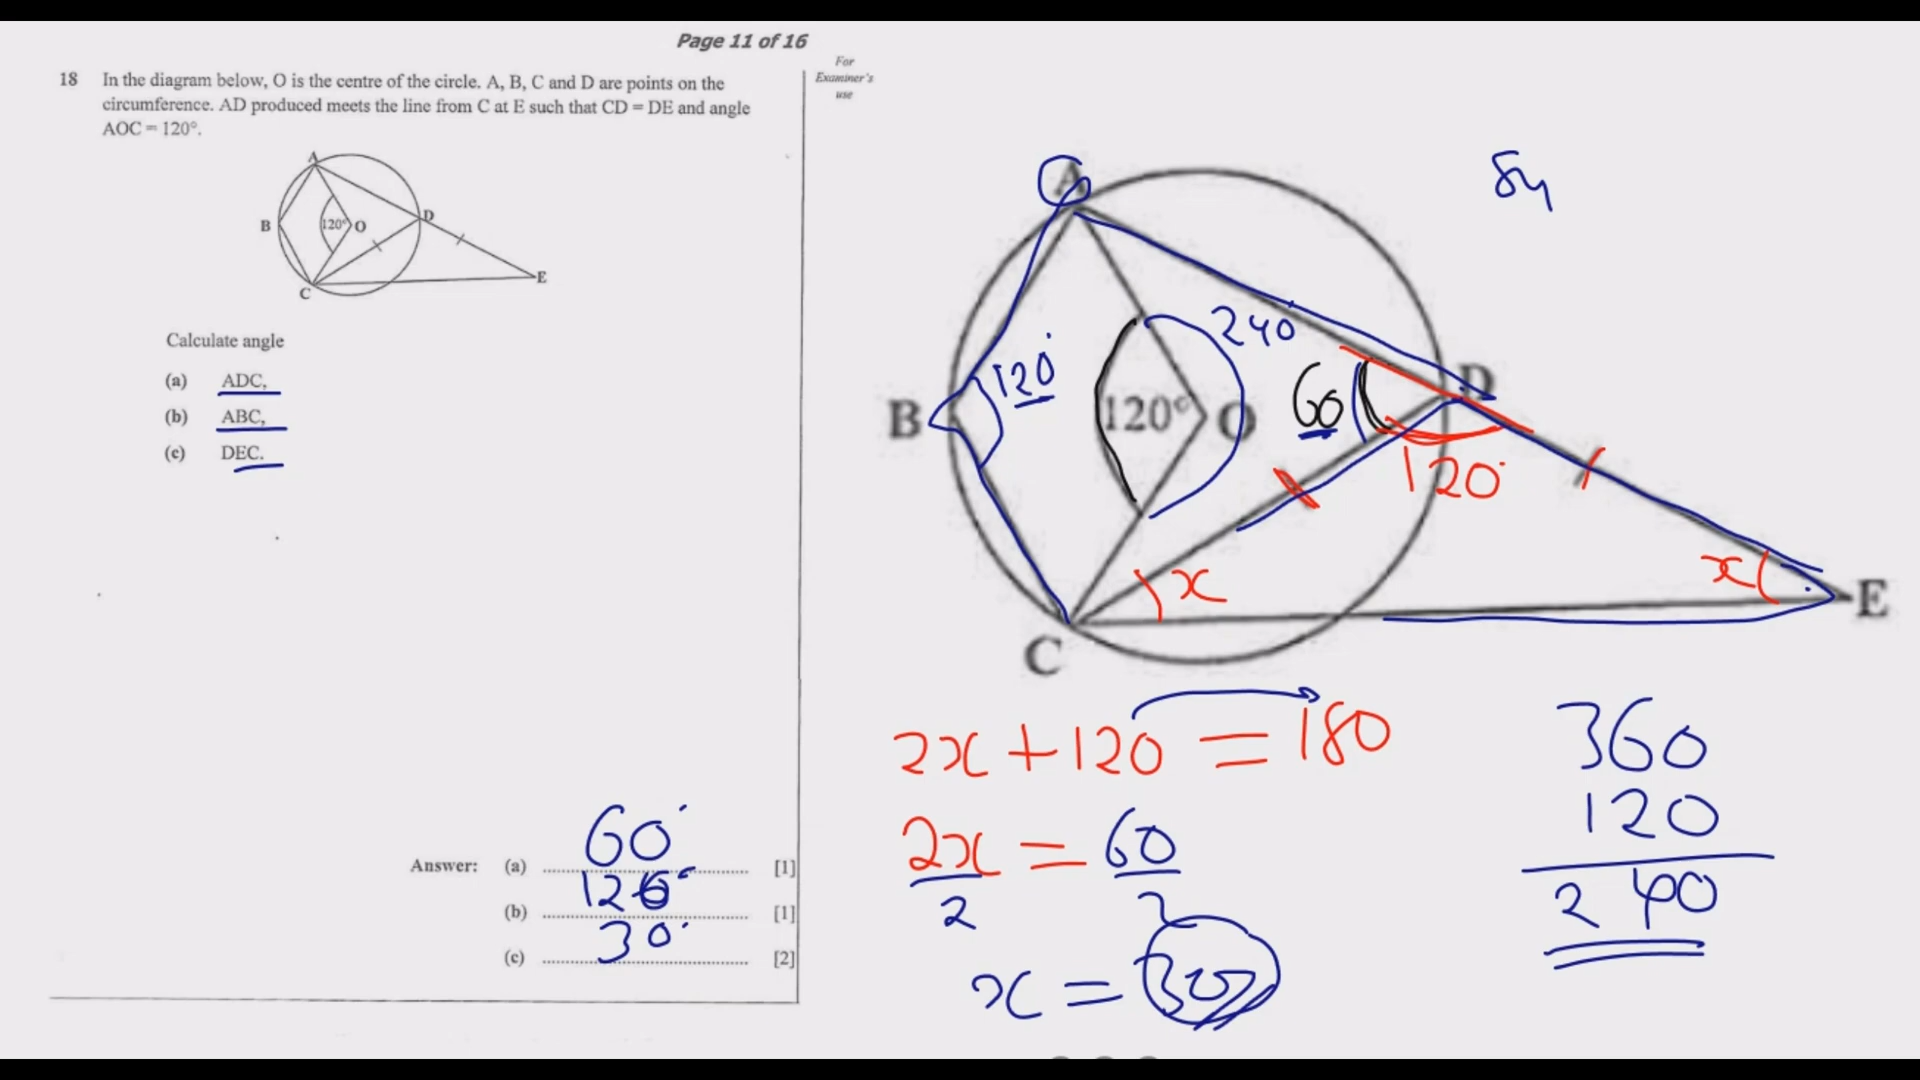 Page 11 of 16
For
Examiner's
use
18 In the diagram below, O is the centre of the circle. A, B, C and D are points on the
circumference. AD produced meets the line from C at E such that CD = DE and angle
AOC = 120°.
A
B
120°
O
D
E
C
Calculate angle
(a) ADC,
(b) ABC,
(c) DEC.
Answer: (a) 60° [1]
(b) 120° [1]
(c) 30° [2]
A
240
120°
60
D
B
120°
O
120°
x
x
E
C
2x + 120 = 180
2x = 60
2 2
x = 30
360
120
240